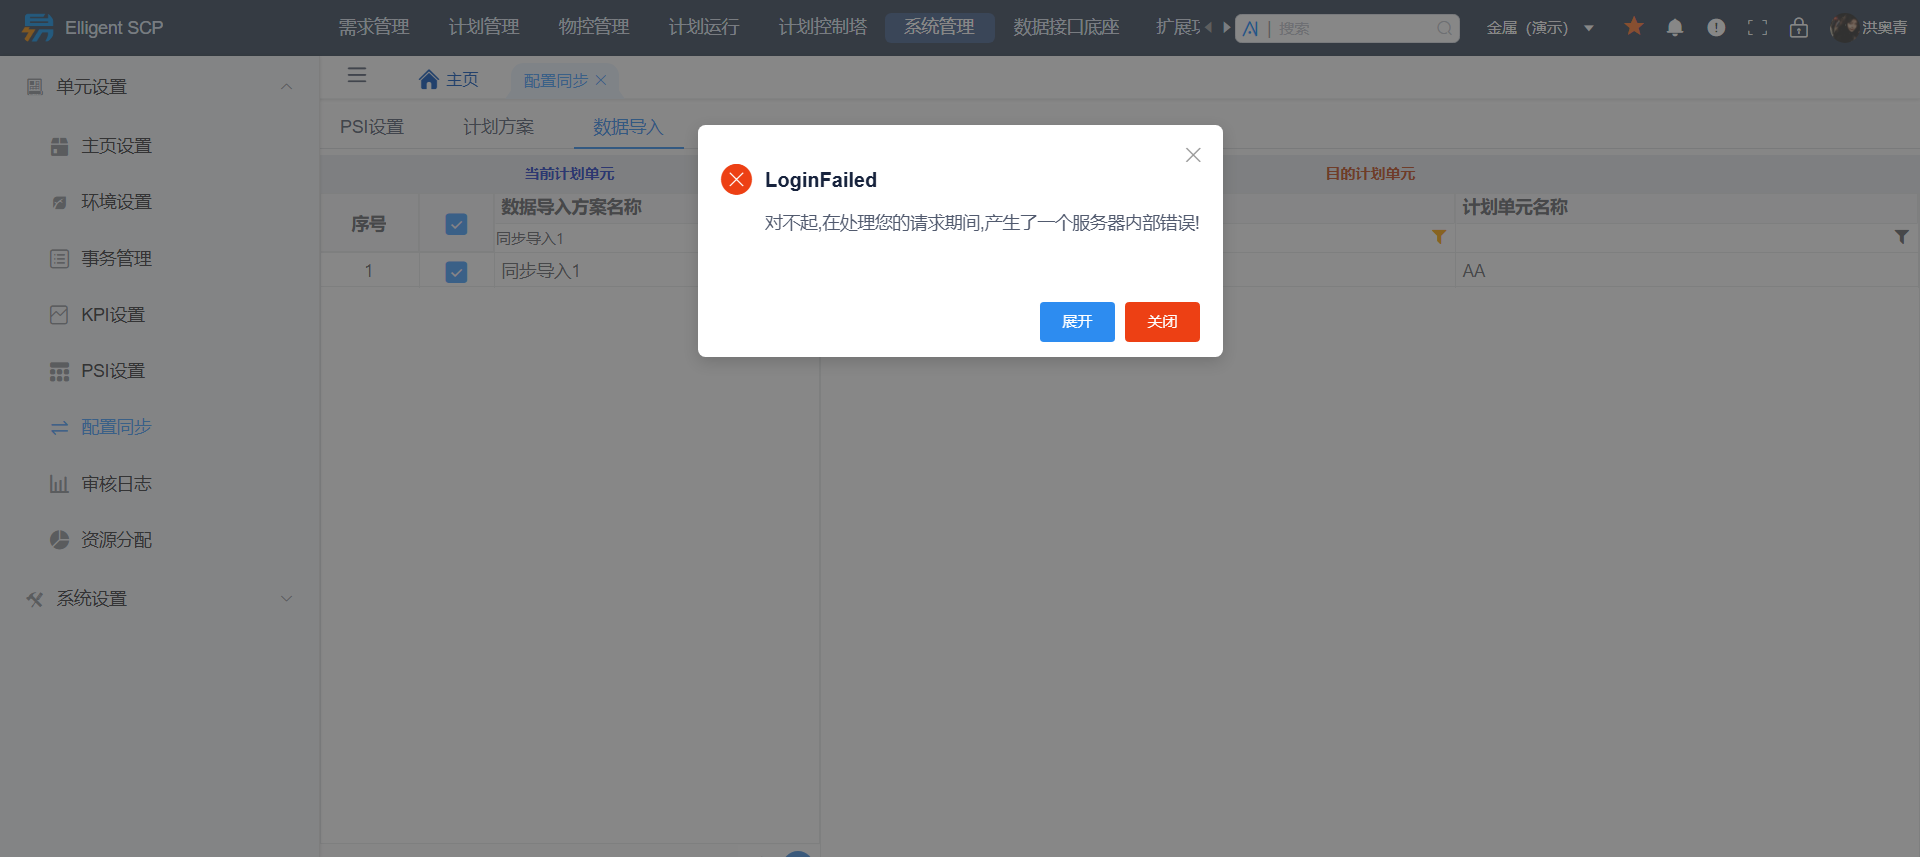 Elligent SCP
需求管理 计划管理 物控管理 计划运行 计划控制塔 系统管理 数据接口底座
搜索
金属 (演示)
洪奥青
单元设置
主页设置
环境设置
事务管理
KPI设置
PSI设置
配置同步
审核日志
资源分配
系统设置
主页 配置同步
PSI设置 计划方案 数据导入
当前计划单元
目的计划单元
序号 数据导入方案名称
同步导入1
1 同步导入1
计划单元名称
AA
LoginFailed
对不起,在处理您的请求期间,产生了一个服务器内部错误!
展开 关闭